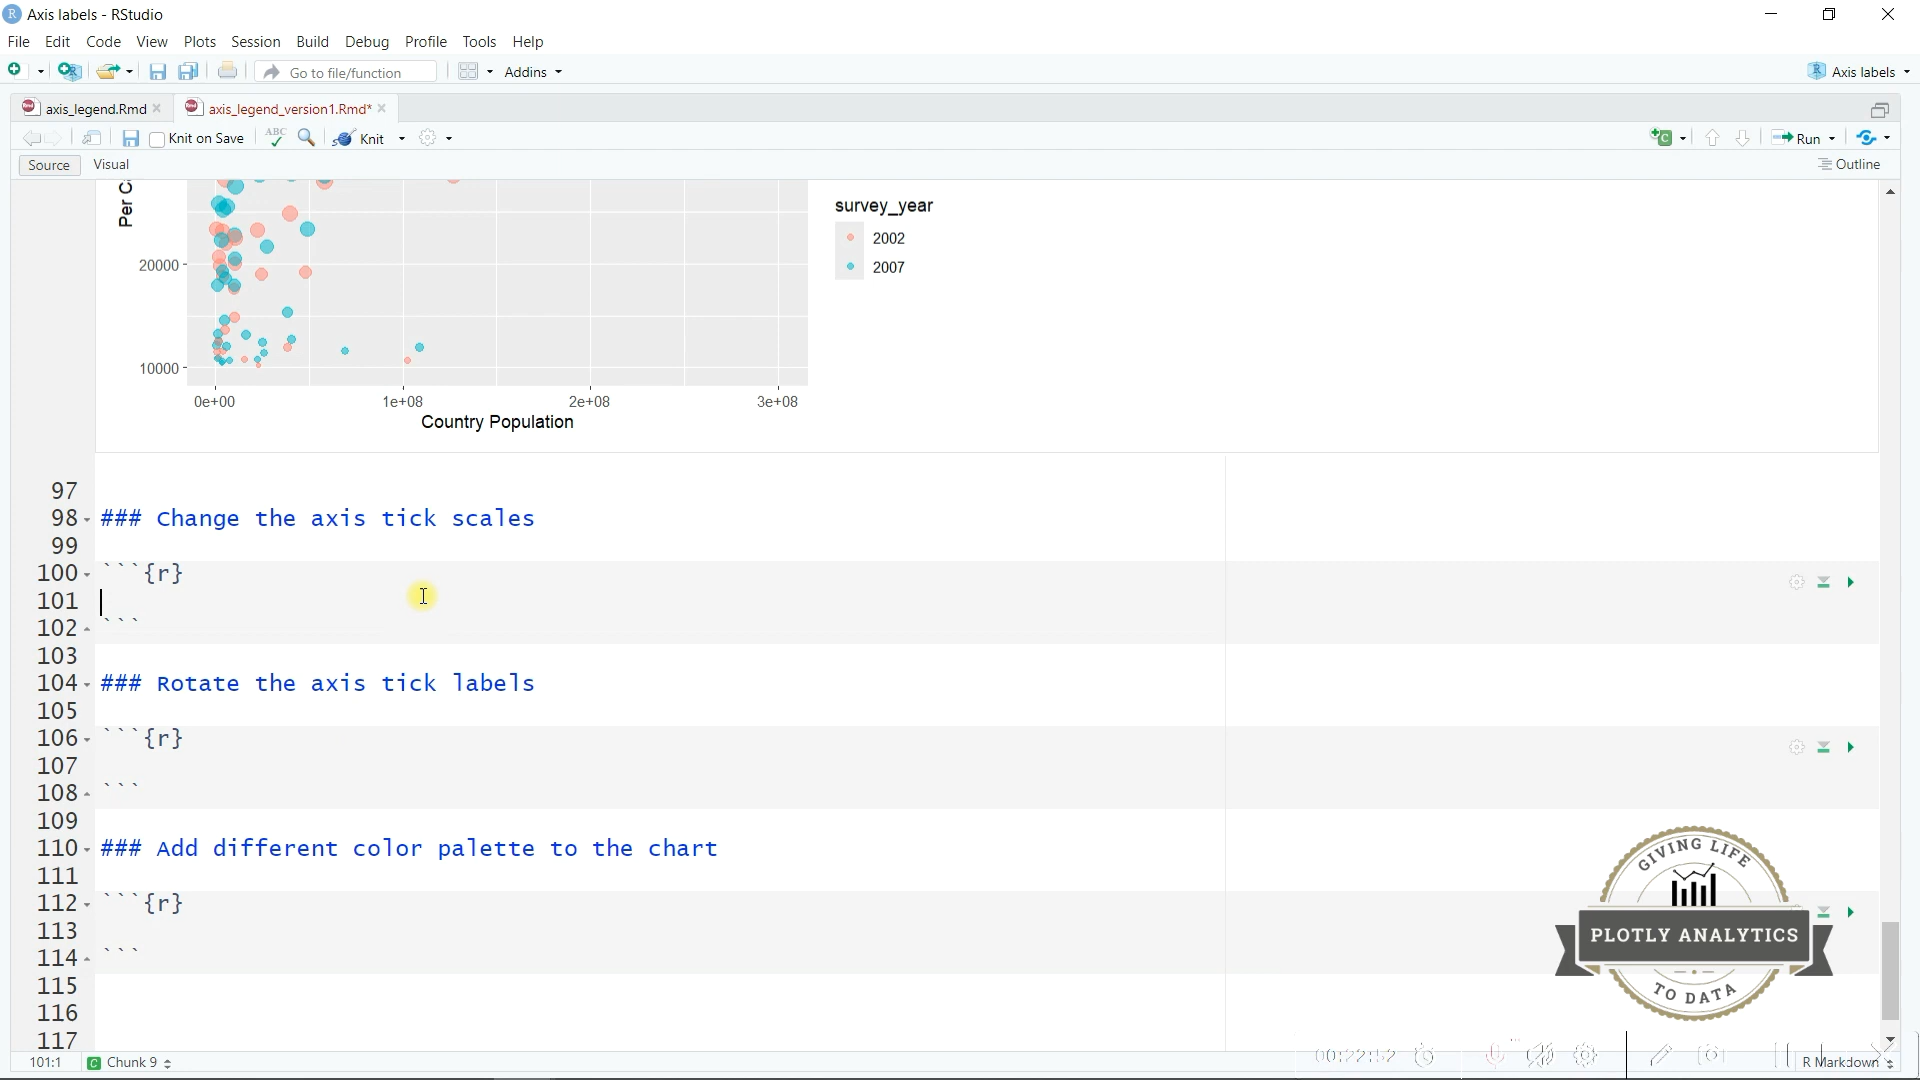 Axis labels - RStudio
File Edit Code View Plots Session Build Debug Profile Tools Help
Go to file/function Addins Axis labels
axis_legend.Rmd axis_legend_version1.Rmd*
Knit on Save ABC Knit Run
Source Visual Outline
Per C
survey_year
2002
2007
20000
10000
0e+00 1e+08 2e+08 3e+08
Country Population
97
98 ### Change the axis tick scales
99
100 ```{r}
101
102 ```
103
104 ### Rotate the axis tick labels
105
106 ```{r}
107
108 ```
109
110 ### Add different color palette to the chart
111
112 ```{r}
113
114 ```
115
116
117
GIVING LIFE
PLOTLY ANALYTICS
TO DATA
101:1 Chunk 9 00:22:52 R Markdown